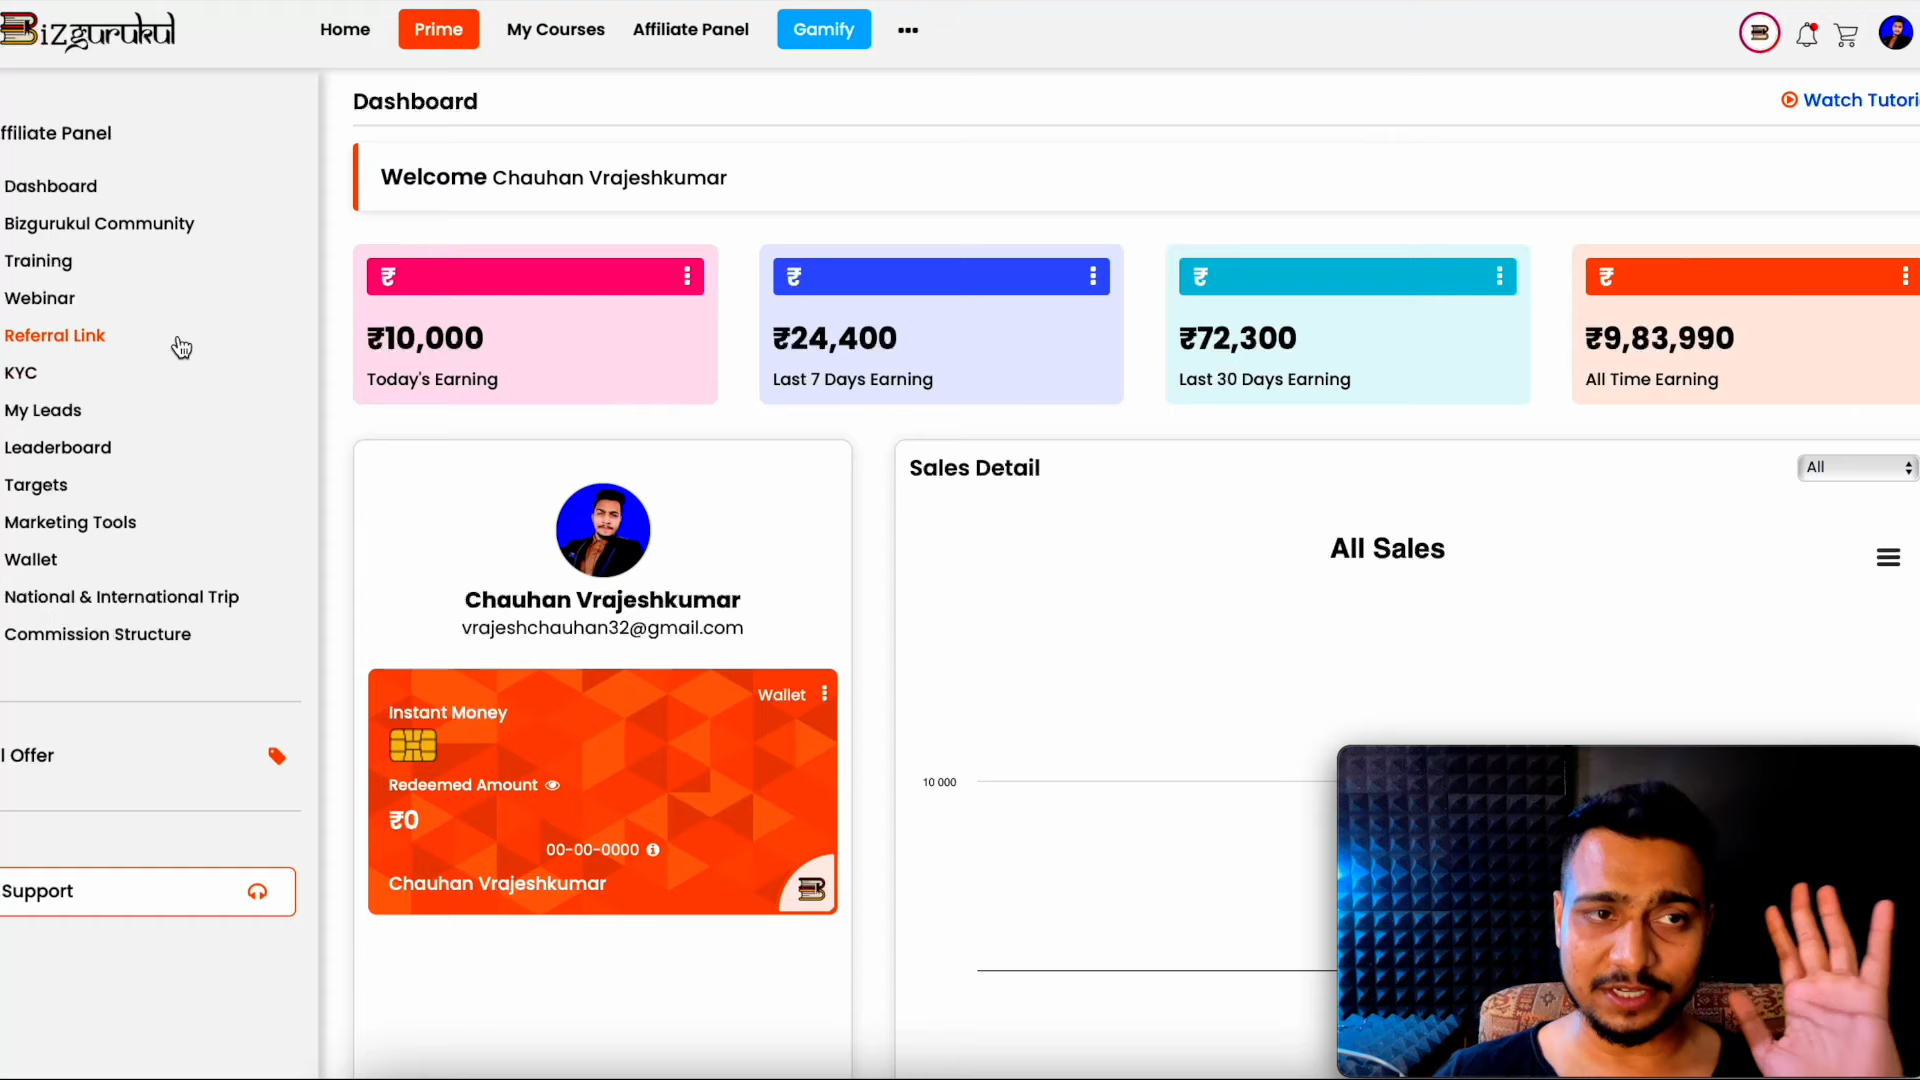 Bizgurukul
Home
Prime
My Courses
Affiliate Panel
Gamify
Dashboard
Watch Tutori
ffiliate Panel
Dashboard
Bizgurukul Community
Training
Webinar
Referral Link
KYC
My Leads
Leaderboard
Targets
Marketing Tools
Wallet
National & International Trip
Commission Structure
l Offer
Support
Welcome Chauhan Vrajeshkumar
₹
₹10,000
Today's Earning
₹
₹24,400
Last 7 Days Earning
₹
₹72,300
Last 30 Days Earning
₹
₹9,83,990
All Time Earning
Chauhan Vrajeshkumar
vrajeshchauhan32@gmail.com
Wallet
Instant Money
Redeemed Amount
₹0
00-00-0000
Chauhan Vrajeshkumar
Sales Detail
All
All Sales
10 000